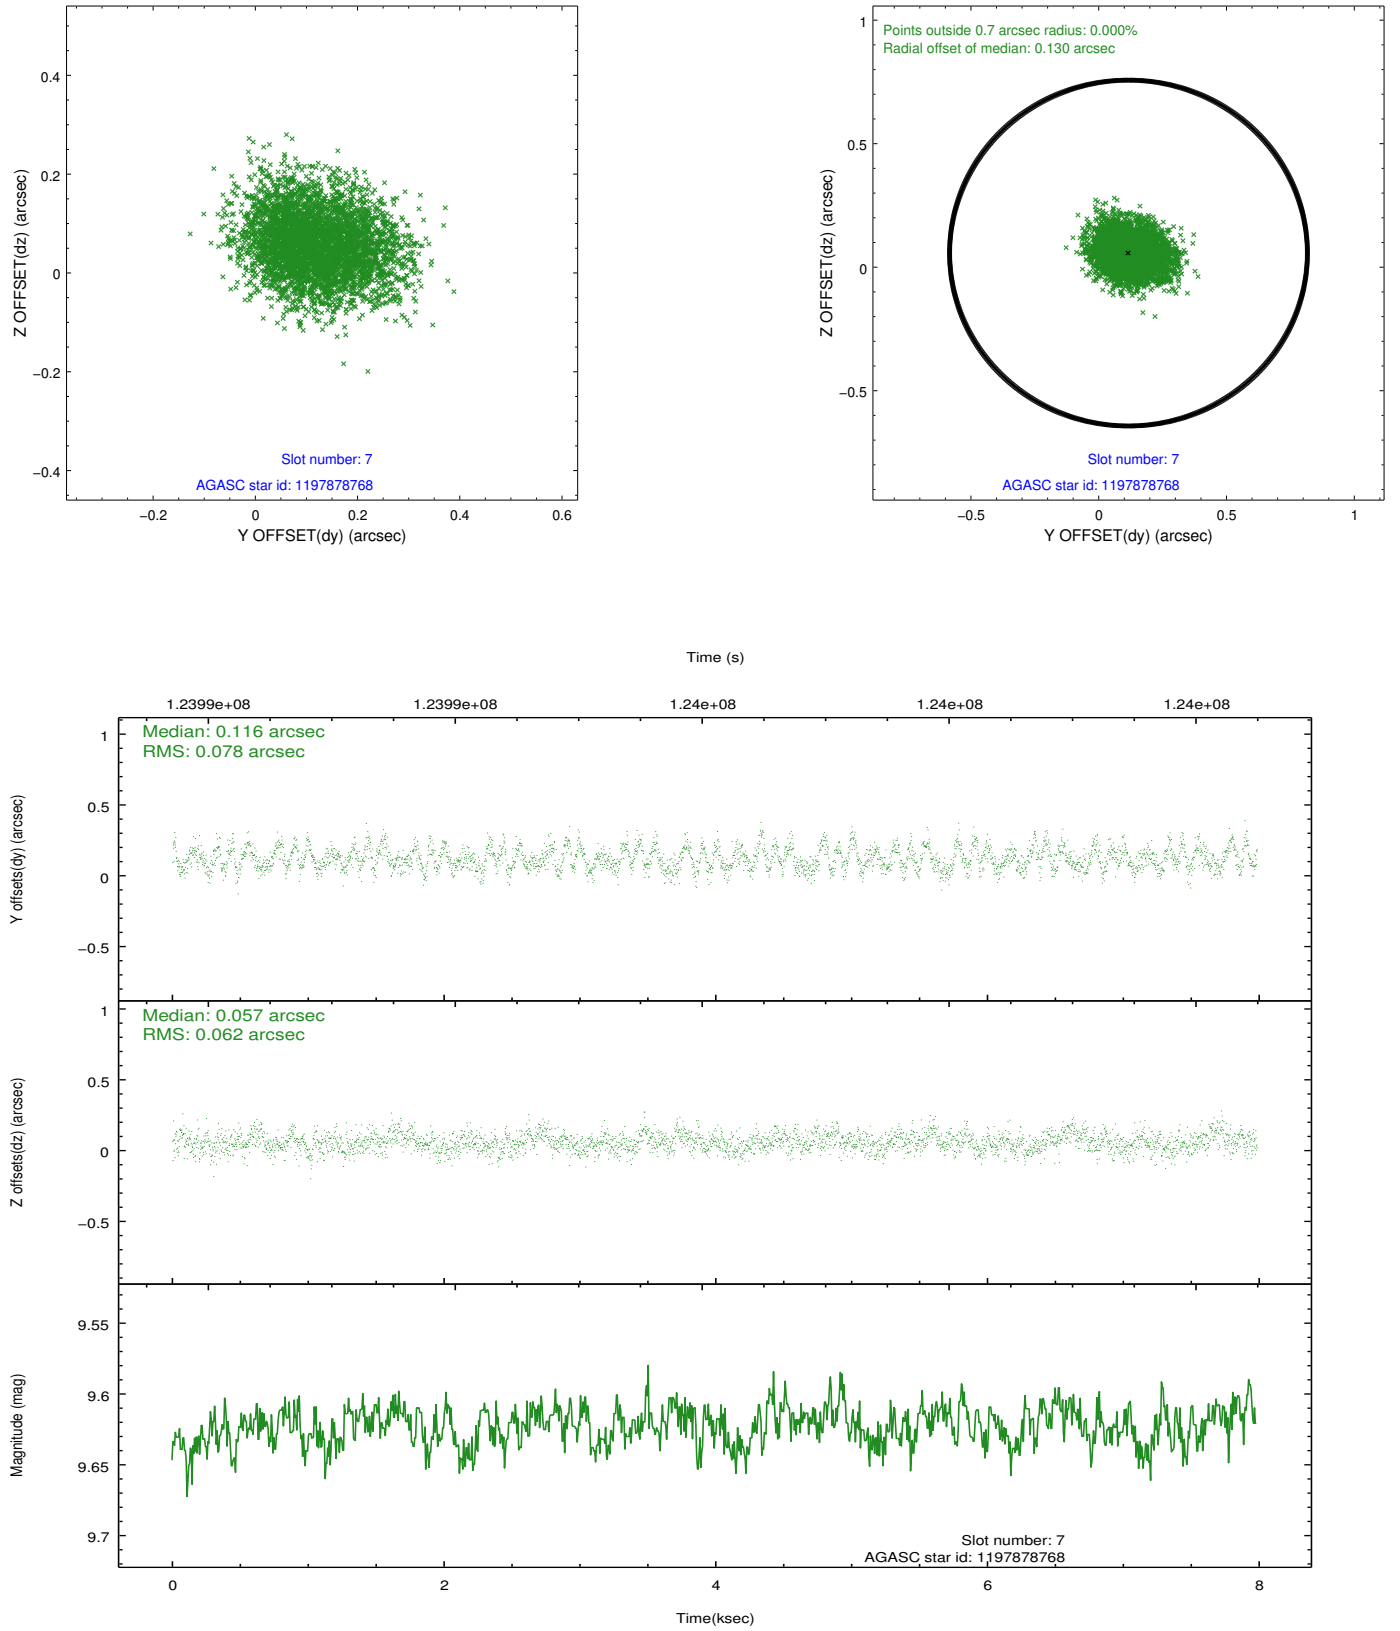 0.4
0.2
0
−0.2
−0.4
Z OFFSET(dz) (arcsec)
Slot number: 7
AGASC star id: 1197878768
−0.2
0
0.2
0.4
0.6
Y OFFSET(dy) (arcsec)
Points outside 0.7 arcsec radius: 0.000%
Radial offset of median: 0.130 arcsec
1
0.5
0
−0.5
Z OFFSET(dz) (arcsec)
Slot number: 7
AGASC star id: 1197878768
−0.5
0
0.5
1
Y OFFSET(dy) (arcsec)
Time (s)
1.2399e+08
1.2399e+08
1.24e+08
1.24e+08
1.24e+08
Median: 0.116 arcsec
RMS: 0.078 arcsec
1
0.5
0
−0.5
Y offsets(dy) (arcsec)
Median: 0.057 arcsec
RMS: 0.062 arcsec
1
0.5
0
−0.5
Z offsets(dz) (arcsec)
9.55
9.6
9.65
9.7
Magnitude (mag)
Slot number: 7
AGASC star id: 1197878768
0
2
4
6
8
Time(ksec)